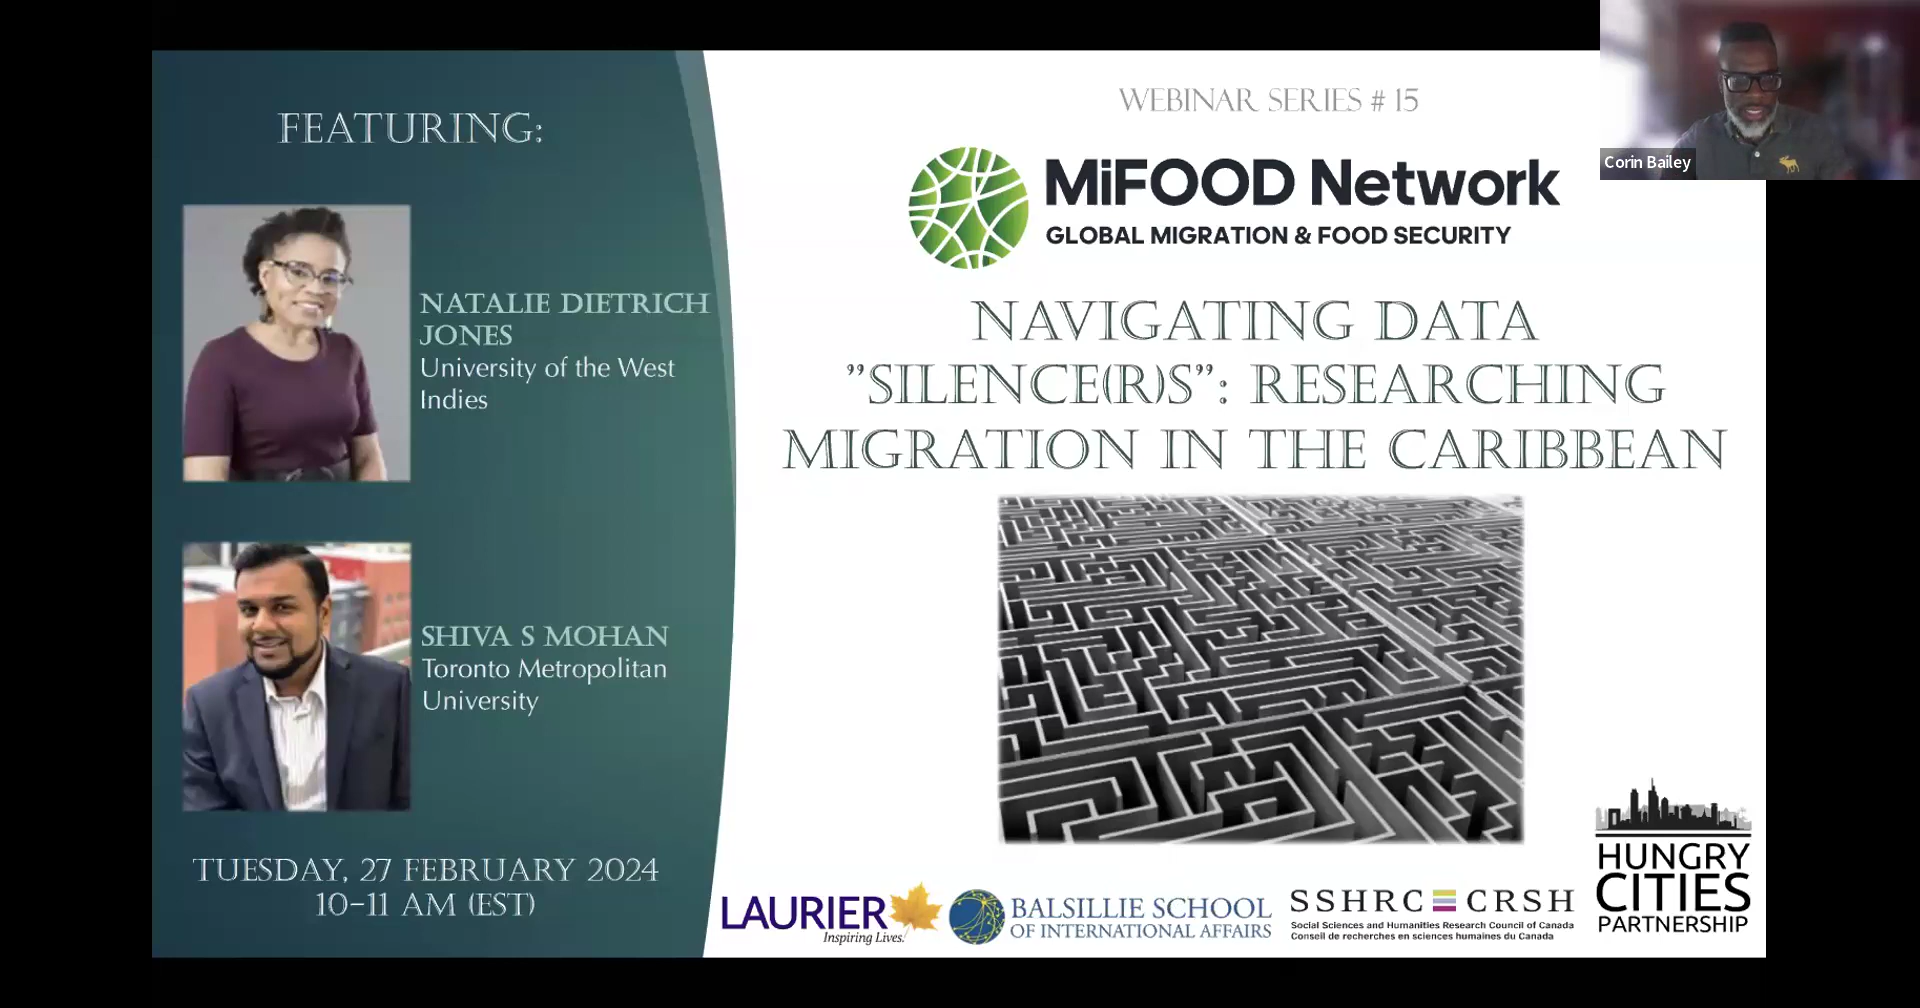 FEATURING:
NATALIE DIETRICH
JONES
University of the West
Indies
SHIVA S MOHAN
Toronto Metropolitan
University
TUESDAY, 27 FEBRUARY 2024
10-11 AM (EST)
WEBINAR SERIES # 15
MiFOOD Network
GLOBAL MIGRATION & FOOD SECURITY
NAVIGATING DATA
”SILENCE(R)S”: RESEARCHING
MIGRATION IN THE CARIBBEAN
LAURIER
Inspiring Lives.
BALSILLIE SCHOOL
OF INTERNATIONAL AFFAIRS
SSHRC CRSH
Social Sciences and Humanities Research Council of Canada
Conseil de recherches en sciences humaines du Canada
HUNGRY
CITIES
PARTNERSHIP
Corin Bailey